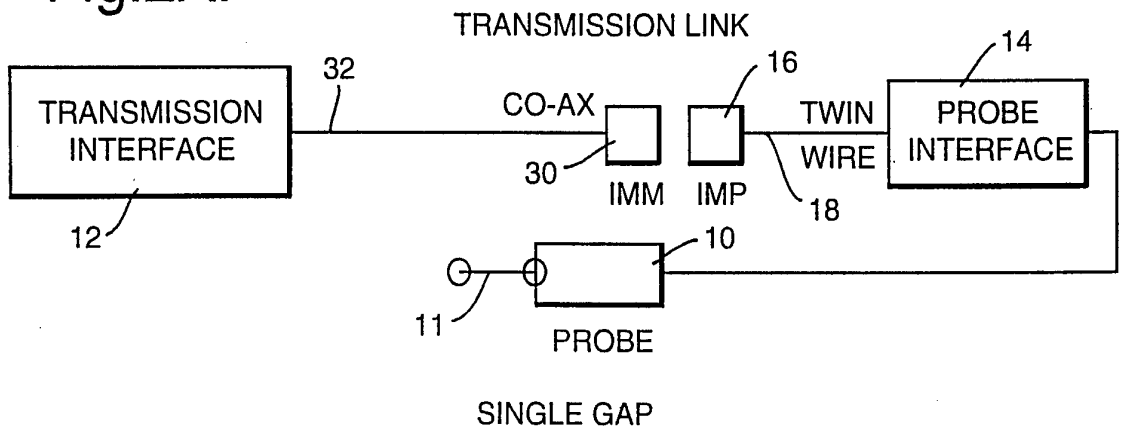 TRANSMISSION LINK
32
16
14
TRANSMISSION
INTERFACE
CO-AX
TWIN
WIRE
PROBE
INTERFACE
30
IMM
IMP
18
12
10
11
PROBE
SINGLE GAP